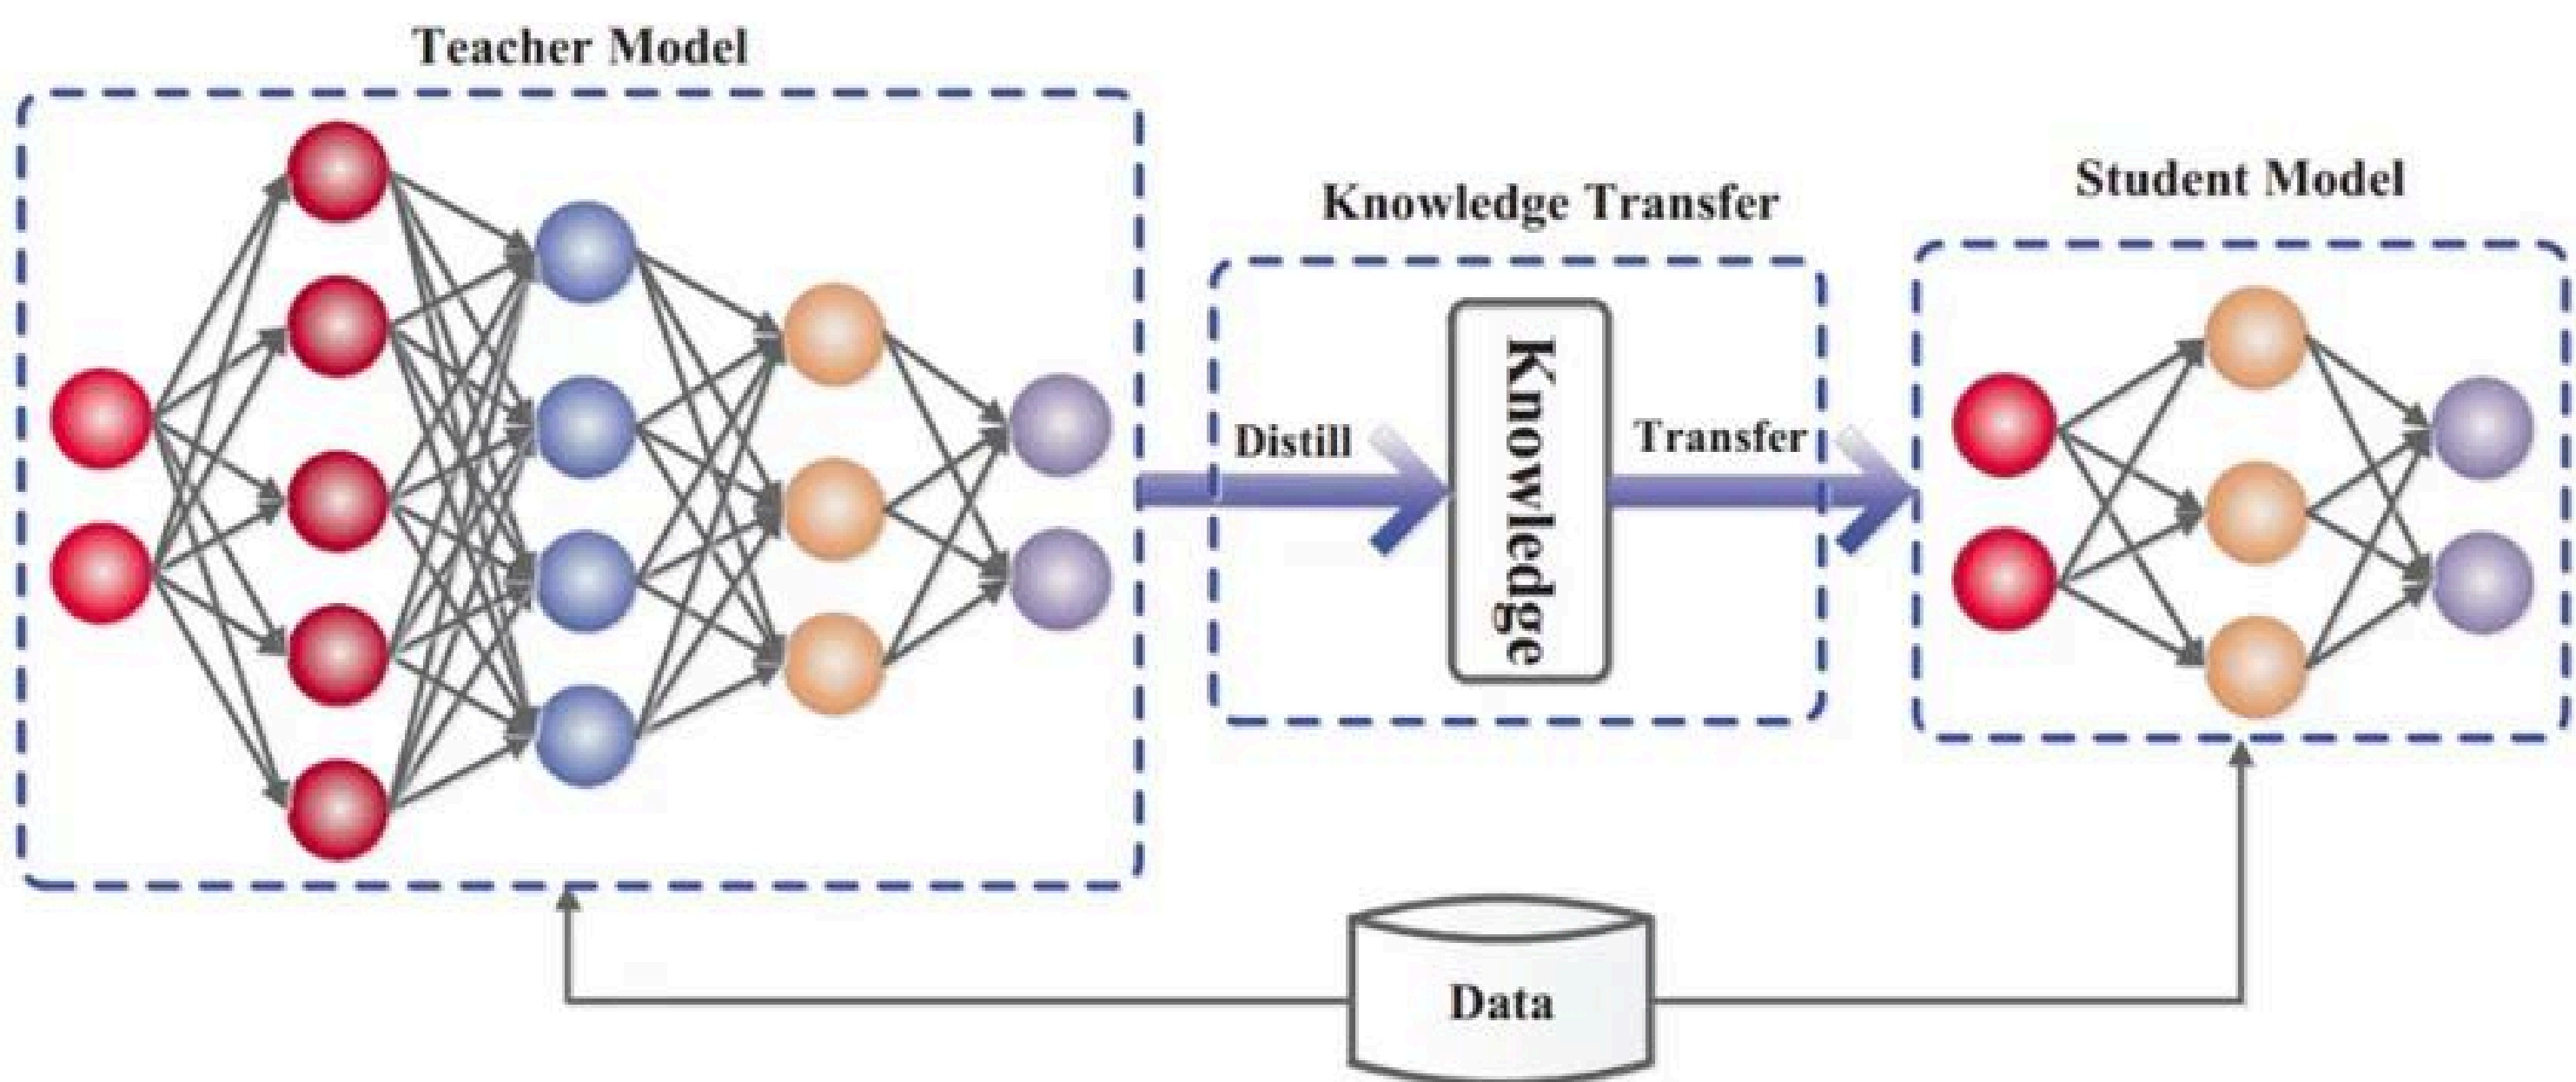 Teacher Model
Knowledge Transfer
Student Model
Distill
Knowledge
Transfer
Data